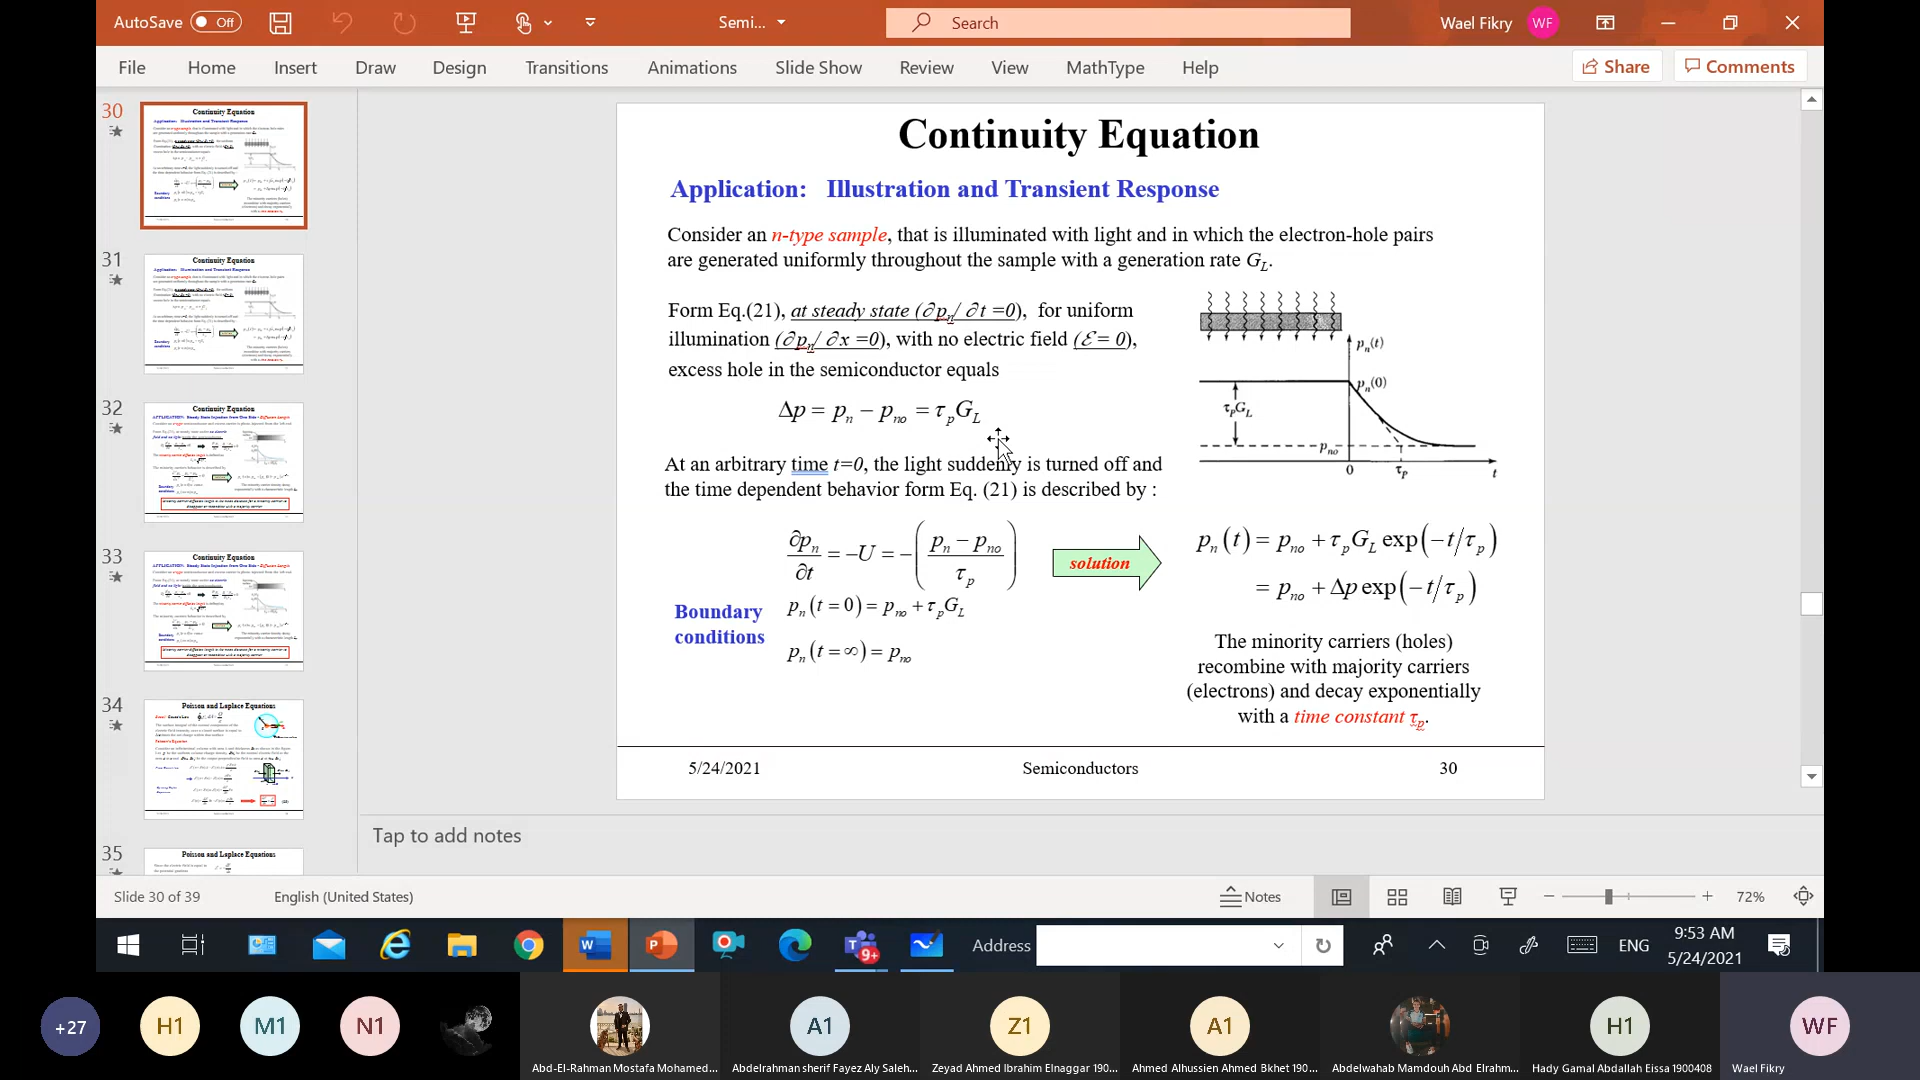 AutoSave Off
Semi...
Search
Wael Fikry WF
File Home Insert Draw Design Transitions Animations Slide Show Review View MathType Help
Share Comments
30
31
32
33
34
35
Continuity Equation
Application: Illustration and Transient Response
Consider an n-type sample, that is illuminated with light and in which the electron-hole pairs
are generated uniformly throughout the sample with a generation rate G_L.
Form Eq.(21), at steady state (∂p_n/ ∂t =0), for uniform
illumination (∂p_n/ ∂x =0), with no electric field (ℰ= 0),
excess hole in the semiconductor equals
Δp = p_n − p_no = τ_p G_L
At an arbitrary time t=0, the light suddenly is turned off and
the time dependent behavior form Eq. (21) is described by :
∂p_n/∂t = −U = −((p_n − p_no)/τ_p)
solution
Boundary
conditions
p_n(t = 0) = p_no + τ_p G_L
p_n(t = ∞) = p_no
p_n(t)
p_n(0)
τ_p G_L
p_no
0
τ_p
t
p_n(t) = p_no + τ_p G_L exp(−t/τ_p)
= p_no + Δp exp(−t/τ_p)
The minority carriers (holes)
recombine with majority carriers
(electrons) and decay exponentially
with a time constant τ_p.
5/24/2021 Semiconductors 30
Tap to add notes
Slide 30 of 39 English (United States) Notes 72%
Address
9+
ENG
9:53 AM
5/24/2021
+27 H1 M1 N1 A1 Z1 A1 H1 WF
Abd-El-Rahman Mostafa Mohamed...
Abdelrahman sherif Fayez Aly Saleh...
Zeyad Ahmed Ibrahim Elnaggar 190...
Ahmed Alhussien Ahmed Bkhet 190...
Abdelwahab Mamdouh Abd Elrahm...
Hady Gamal Abdallah Eissa 1900408
Wael Fikry